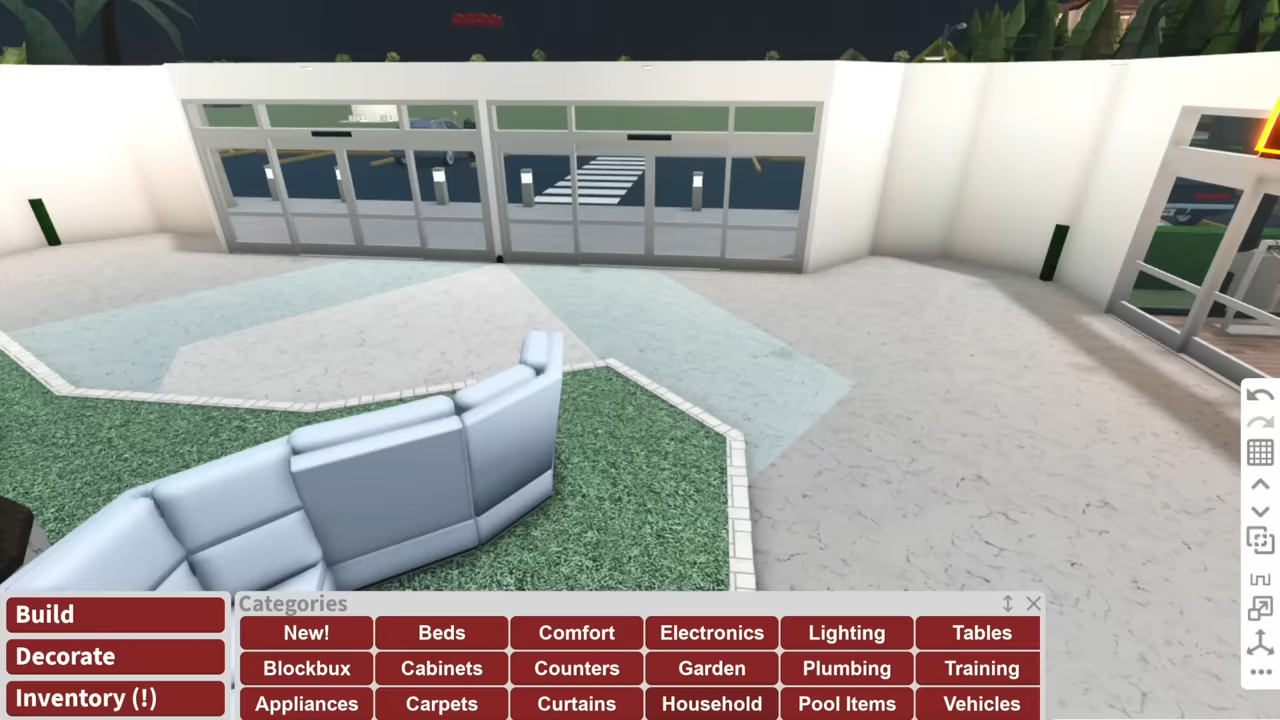 Build
Decorate
Inventory (!)
Categories
New! Beds Comfort Electronics Lighting Tables
Blockbux Cabinets Counters Garden Plumbing Training
Appliances Carpets Curtains Household Pool Items Vehicles